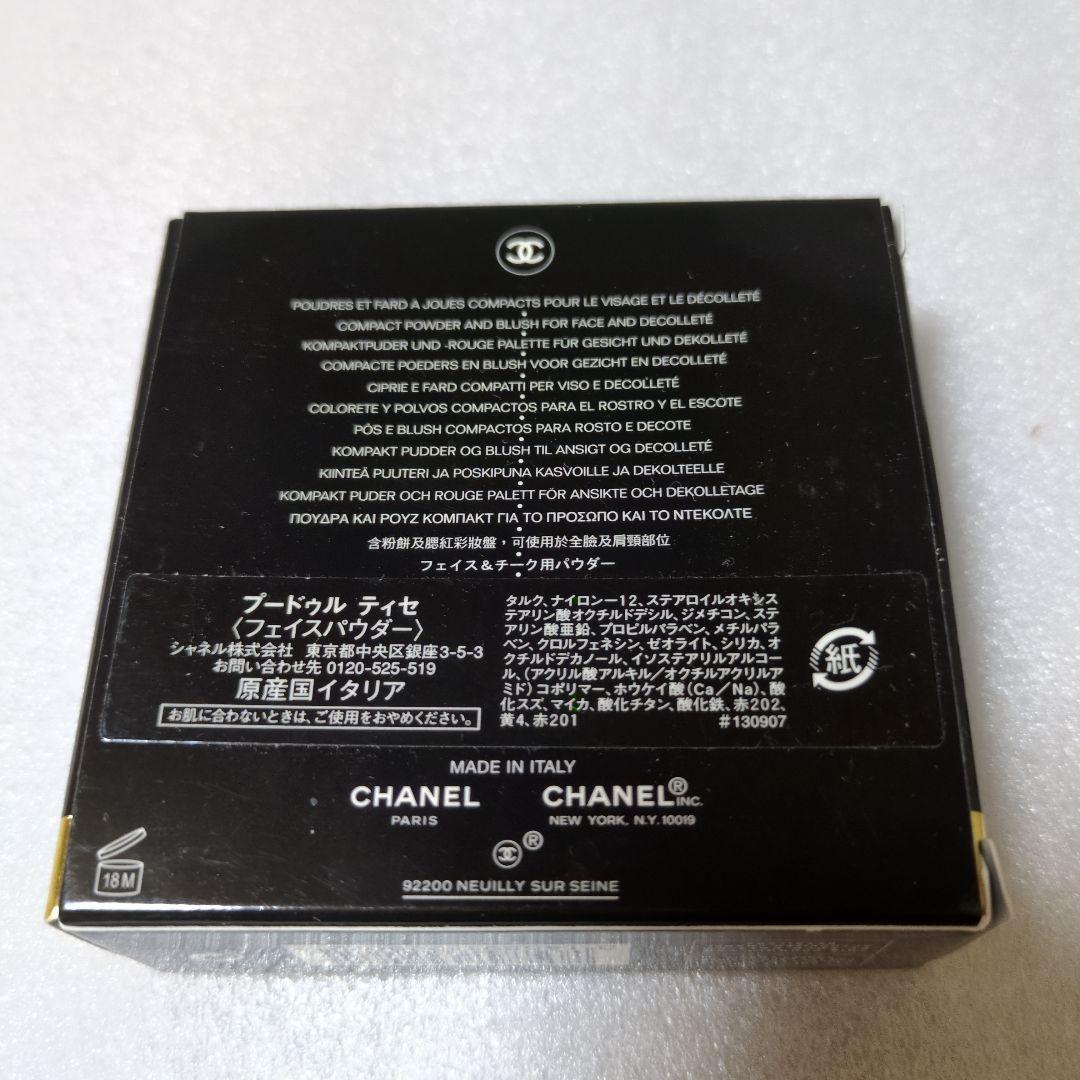 POUDRES ET FARD A JOUES COMPACTS POUR LE VISAGE ET LE DÉCOLLETÉ
COMPACT POWDER AND BLUSH FOR FACE AND DECOLLETÉ
KOMPAKTPUDER UND -ROUGE PALETTE FÜR GESICHT UND DEKOLLETÉ
COMPACTE POEDERS EN BLUSH VOOR GEZICHT EN DECOLLETÉ
CIPRIE E FARD COMPATTI PER VISO E DECOLLETÉ
COLORETE Y POLVOS COMPACTOS PARA EL ROSTRO Y EL ESCOTE
PÓS E BLUSH COMPACTOS PARA ROSTO E DECOTE
KOMPAKT PUDDER OG BLUSH TIL ANSIGT OG DECOLLETÉ
KIINTEÄ PUUTERI JA POSKIPUNA KASVOILLE JA DEKOLTEELLE
KOMPAKT PUDER OCH ROUGE PALETT FÖR ANSIKTE OCH DEKOLLETAGE
ΠΟΥΔΡΑ ΚΑΙ ΡΟΥΖ ΚΟΜΠΑΚΤ ΓΙΑ ΤΟ ΠΡΟΣΩΠΟ ΚΑΙ ΤΟ ΝΤΕΚΟΛΤΕ
含粉餅及腮紅彩妝盤，可使用於全臉及肩頸部位
フェイス＆チーク用パウダー
プードゥル ティセ
〈フェイスパウダー〉
シャネル株式会社 東京都中央区銀座3-5-3
お問い合わせ先 0120-525-519
原産国イタリア
お肌に合わないときは、ご使用をおやめください。
タルク、ナイロン－12、ステアロイルオキシス
テアリン酸オクチルドデシル、ジメチコン、ステ
アリン酸亜鉛、プロピルパラベン、メチルパラ
ベン、クロルフェネシン、ゼオライト、シリカ、オ
クチルドデカノール、イソステアリルアルコー
ル、(アクリル酸アルキル／オクチルアクリルア
ミド)コポリマー、ホウケイ酸(Ca／Na)、酸
化スズ、マイカ、酸化チタン、酸化鉄、赤202、
黄4、赤201 #130907
紙
MADE IN ITALY
CHANEL CHANEL® INC.
PARIS NEW YORK. N.Y. 10019
®
18M
92200 NEUILLY SUR SEINE